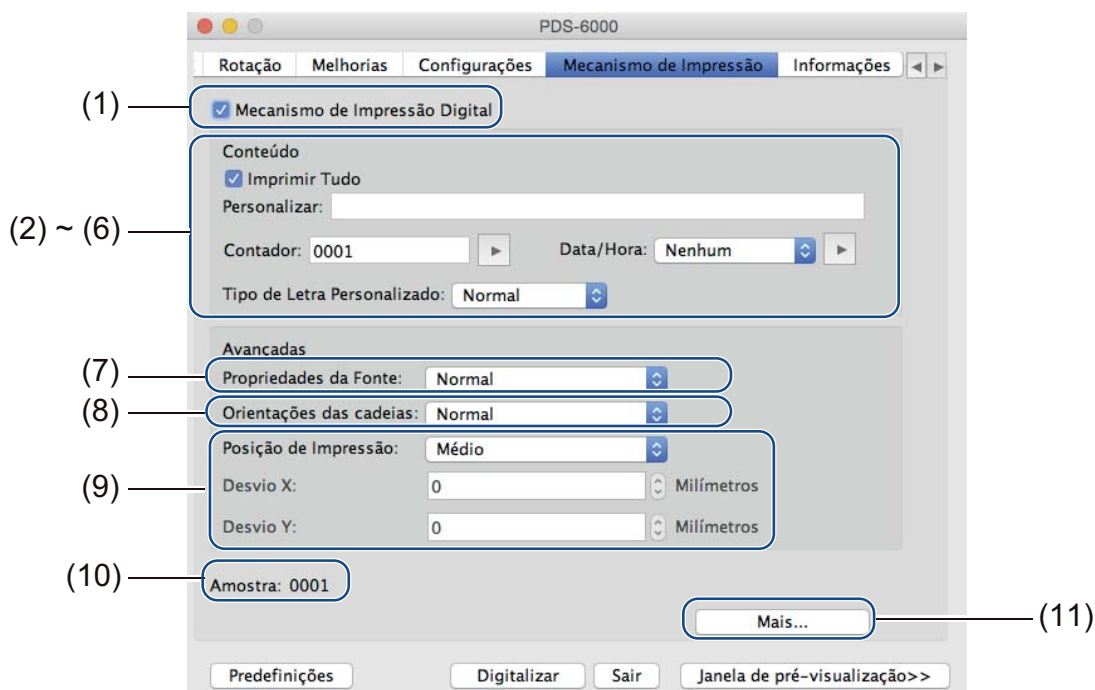 PDS-6000
Rotação Melhorias Configurações Mecanismo de Impressão Informações
(1) Mecanismo de Impressão Digital
Conteúdo
Imprimir Tudo
(2) ~ (6) Personalizar:
Contador: 0001 Data/Hora: Nenhum
Tipo de Letra Personalizado: Normal
Avançadas
(7) Propriedades da Fonte: Normal
(8) Orientações das cadeias: Normal
Posição de Impressão: Médio
(9) Desvio X: 0 Milímetros
Desvio Y: 0 Milímetros
(10) Amostra: 0001
Mais... (11)
Predefinições Digitalizar Sair Janela de pré-visualização>>